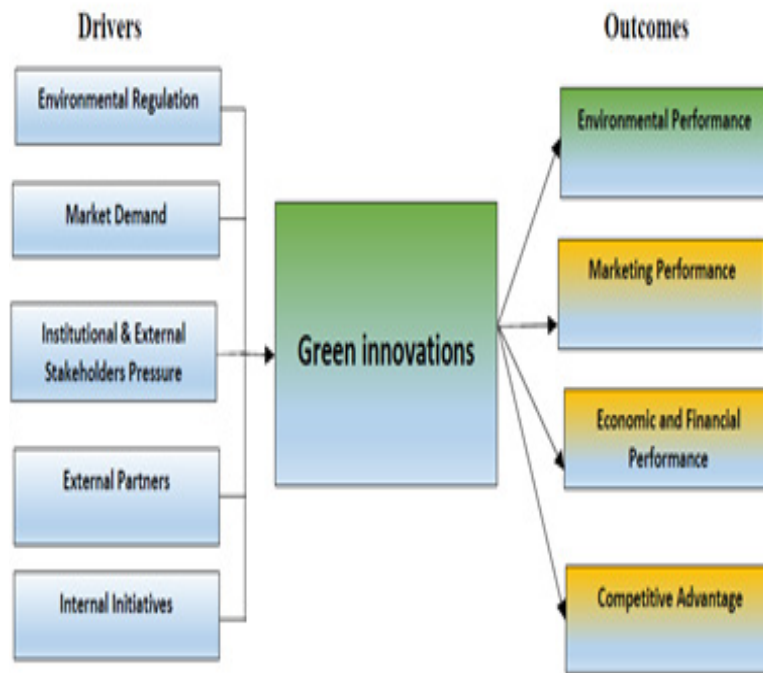 Drivers
Environmental Regulation
Market Demand
Institutional & External
Stakeholders Pressure
External Partners
Internal Initiatives
Green innovations
Outcomes
Environmental Performance
Marketing Performance
Economic and Financial
Performance
Competitive Advantage